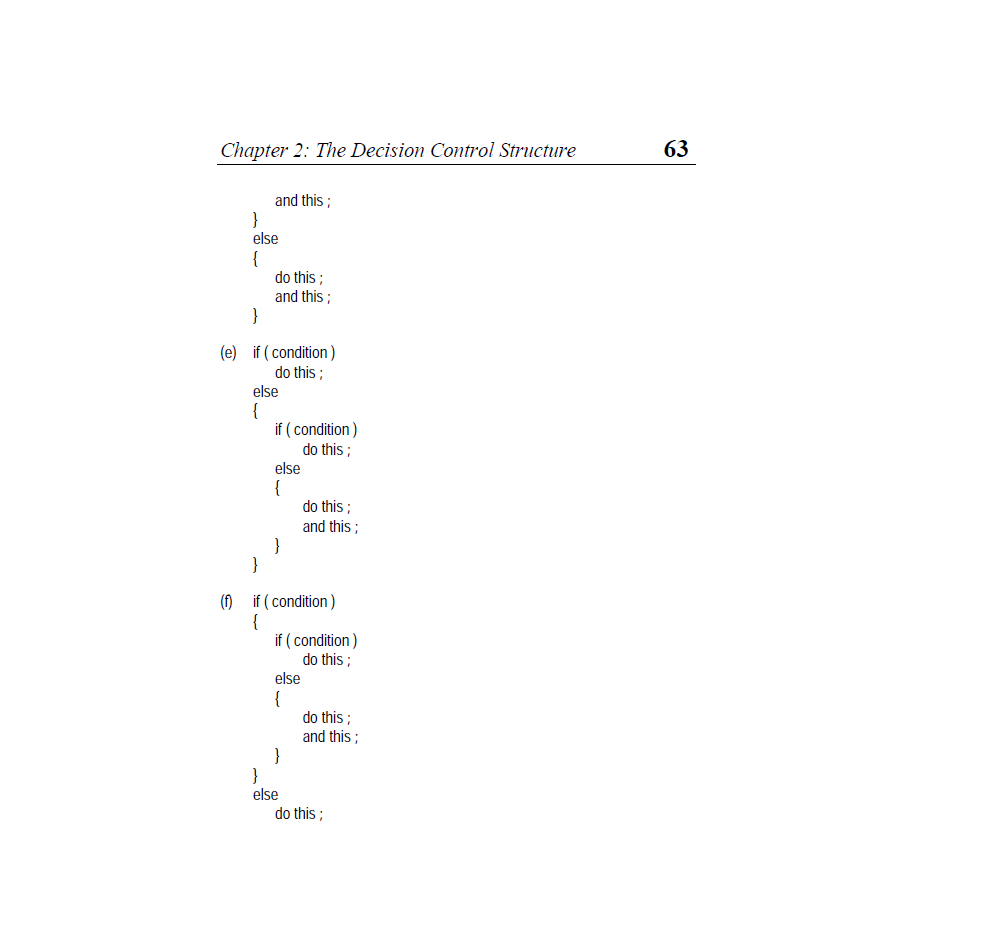 Chapter 2: The Decision Control Structure 63
and this ;
}
else
{
do this ;
and this ;
}
(e) if ( condition )
do this ;
else
{
if ( condition )
do this ;
else
{
do this ;
and this ;
}
}
(f) if ( condition )
{
if ( condition )
do this ;
else
{
do this ;
and this ;
}
}
else
do this ;